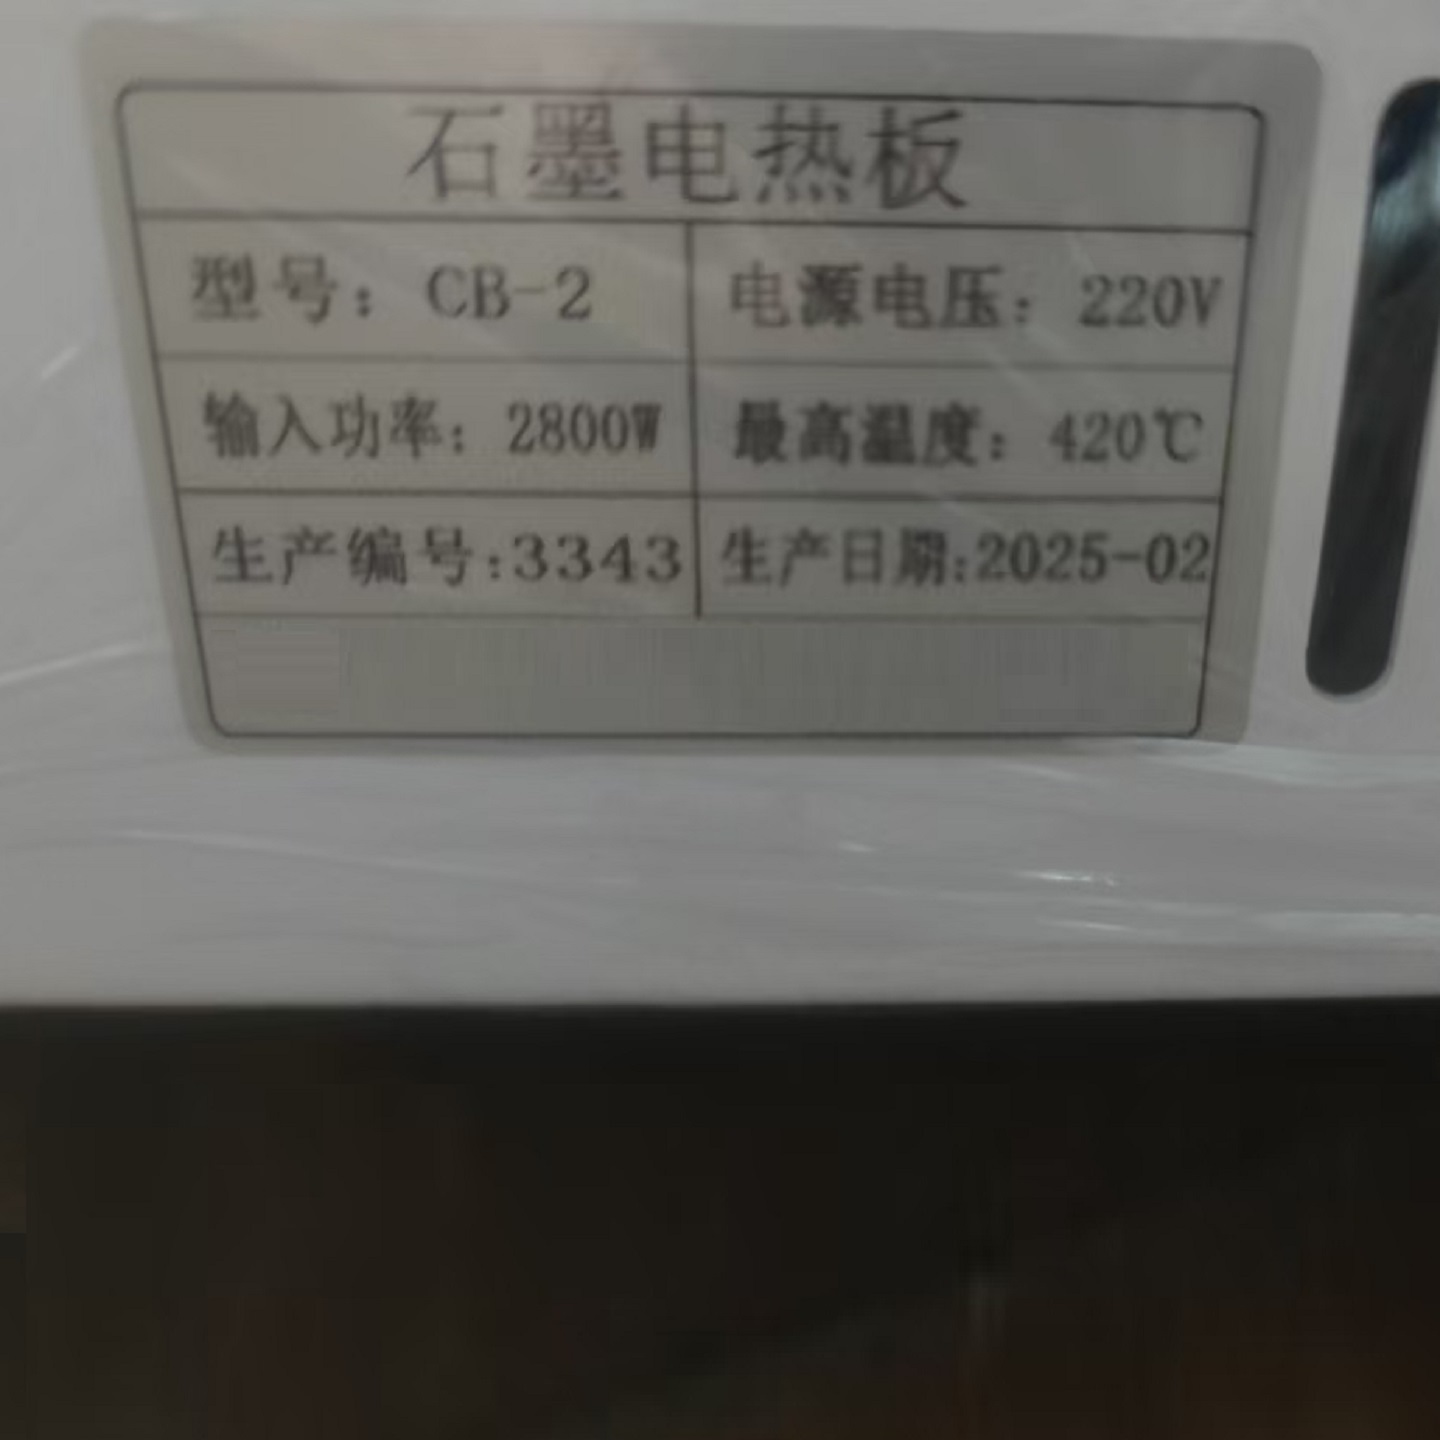 石墨电热板
型号：CB-2 电源电压：220V
输入功率：2800W 最高温度：420℃
生产编号:3343 生产日期:2025-02